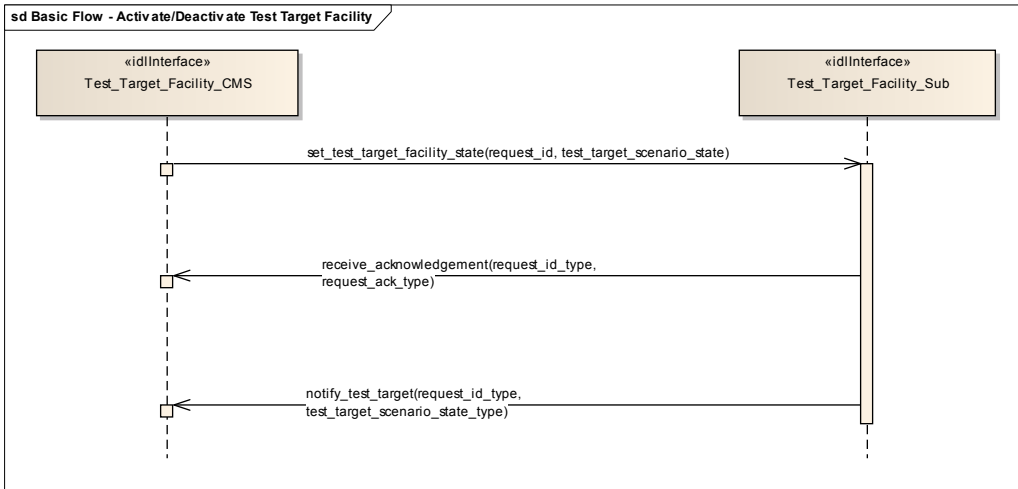 sd Basic Flow - Activate/Deactivate Test Target Facility
«idlInterface»
Test_Target_Facility_CMS
«idlInterface»
Test_Target_Facility_Sub
set_test_target_facility_state(request_id, test_target_scenario_state)
receive_acknowledgement(request_id_type,
request_ack_type)
notify_test_target(request_id_type,
test_target_scenario_state_type)